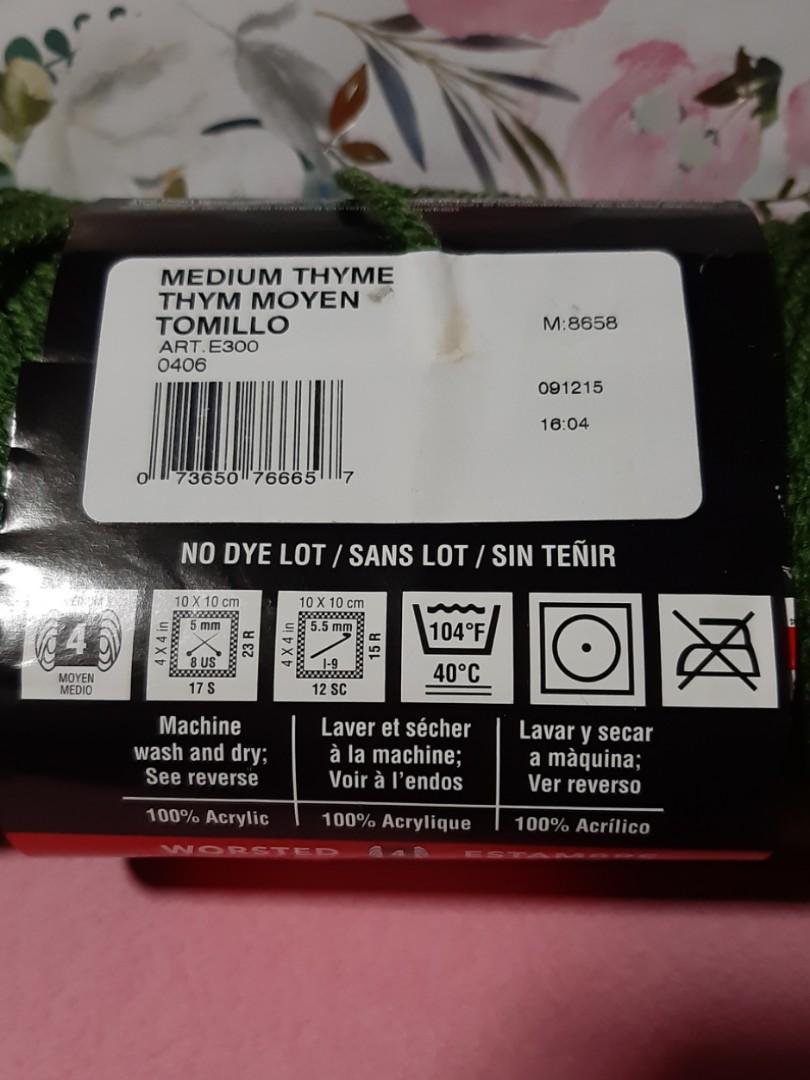 MEDIUM THYME
THYM MOYEN
TOMILLO
ART.E300
0406
0 73650 76665 7
M:8658
091215
16:04
NO DYE LOT / SANS LOT / SIN TEÑIR
4
MOYEN
MEDIO
10 X 10 cm
4 X 4 in
5 mm
8 US
23 R
17 S
10 X 10 cm
4 X 4 in
5.5 mm
I-9
15 R
12 SC
104°F
40°C
Machine
wash and dry;
See reverse
Laver et sécher
à la machine;
Voir à l'endos
Lavar y secar
a màquina;
Ver reverso
100% Acrylic
100% Acrylique
100% Acrílico
WORSTED 4 ESTAMBRE